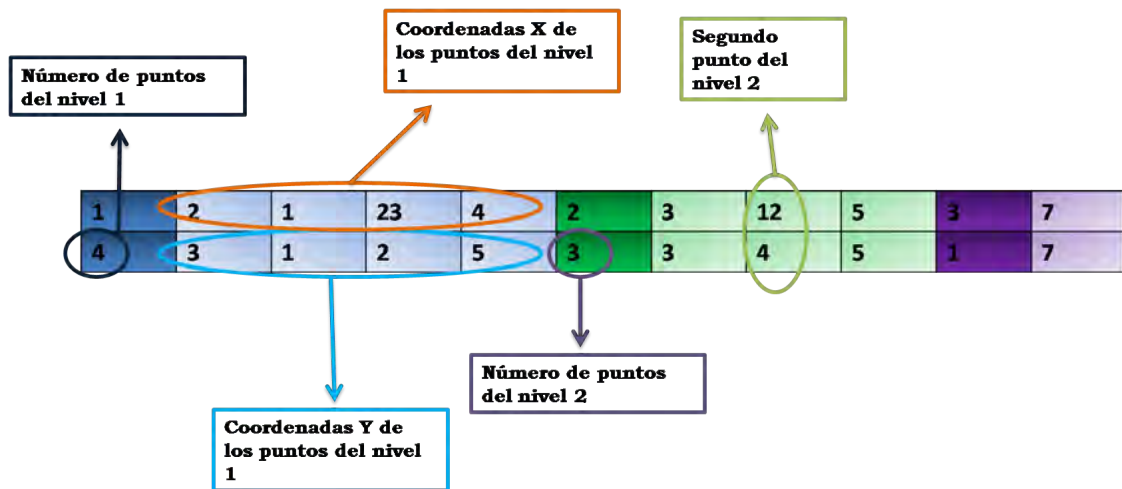 Coordenadas X de
los puntos del nivel
1
Segundo
punto del
nivel 2
Número de puntos
del nivel 1
1 2 1 23 4 2 3 12 5 3 7
4 3 1 2 5 3 3 4 5 1 7
Número de puntos
del nivel 2
Coordenadas Y de
los puntos del nivel
1